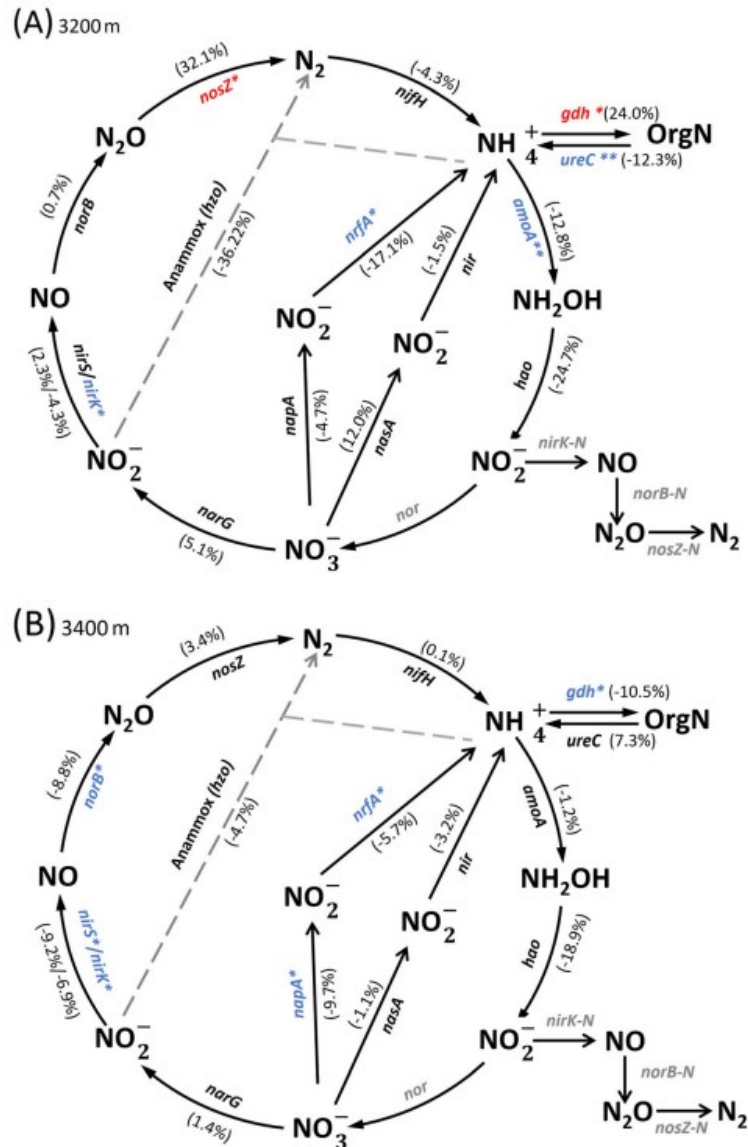 (A) 3200 m
(32.1%) N₂ (-4.3%)
nosZ* nifH
N₂O NH₄⁺ gdh * (24.0%) OrgN
ureC ** (-12.3%)
(0.7%) norB
Anammox (hzo)
(-36.22%)
nrfA* (-17.1%)
(-1.5%) nir
amoA** (-12.8%)
NO NO₂⁻ NO₂⁻ NH₂OH
nirS/nirK*
(2.3%/-4.3%)
napA (-4.7%)
(12.0%) nasA
hao (-24.7%)
NO₂⁻ NO₂⁻ nirK-N NO
norB-N
narG (5.1%)
NO₃⁻
nor
N₂O nosZ-N N₂
(B) 3400 m
(3.4%) N₂ (0.1%)
nosZ nifH
N₂O NH₄⁺ gdh* (-10.5%) OrgN
ureC (7.3%)
(-8.8%) norB*
Anammox (hzo)
(-4.7%)
nrfA* (-5.7%)
(-3.2%) nir
amoA (-1.2%)
NO NO₂⁻ NO₂⁻ NH₂OH
nirS*/nirK*
(-9.2%/-6.9%)
napA* (-9.7%)
(-1.1%) nasA
hao (-18.9%)
NO₂⁻ NO₂⁻ nirK-N NO
norB-N
narG (1.4%)
NO₃⁻
nor
N₂O nosZ-N N₂